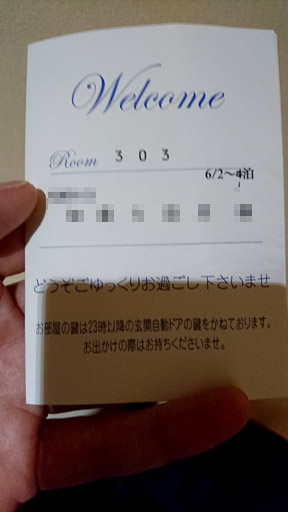 Welcome
Room 303
6/2～4泊
どうぞごゆっくりお過ごし下さいませ
お部屋の鍵は23時以降の玄関自動ドアの鍵をかねております。
お出かけの際はお持ちくださいませ。